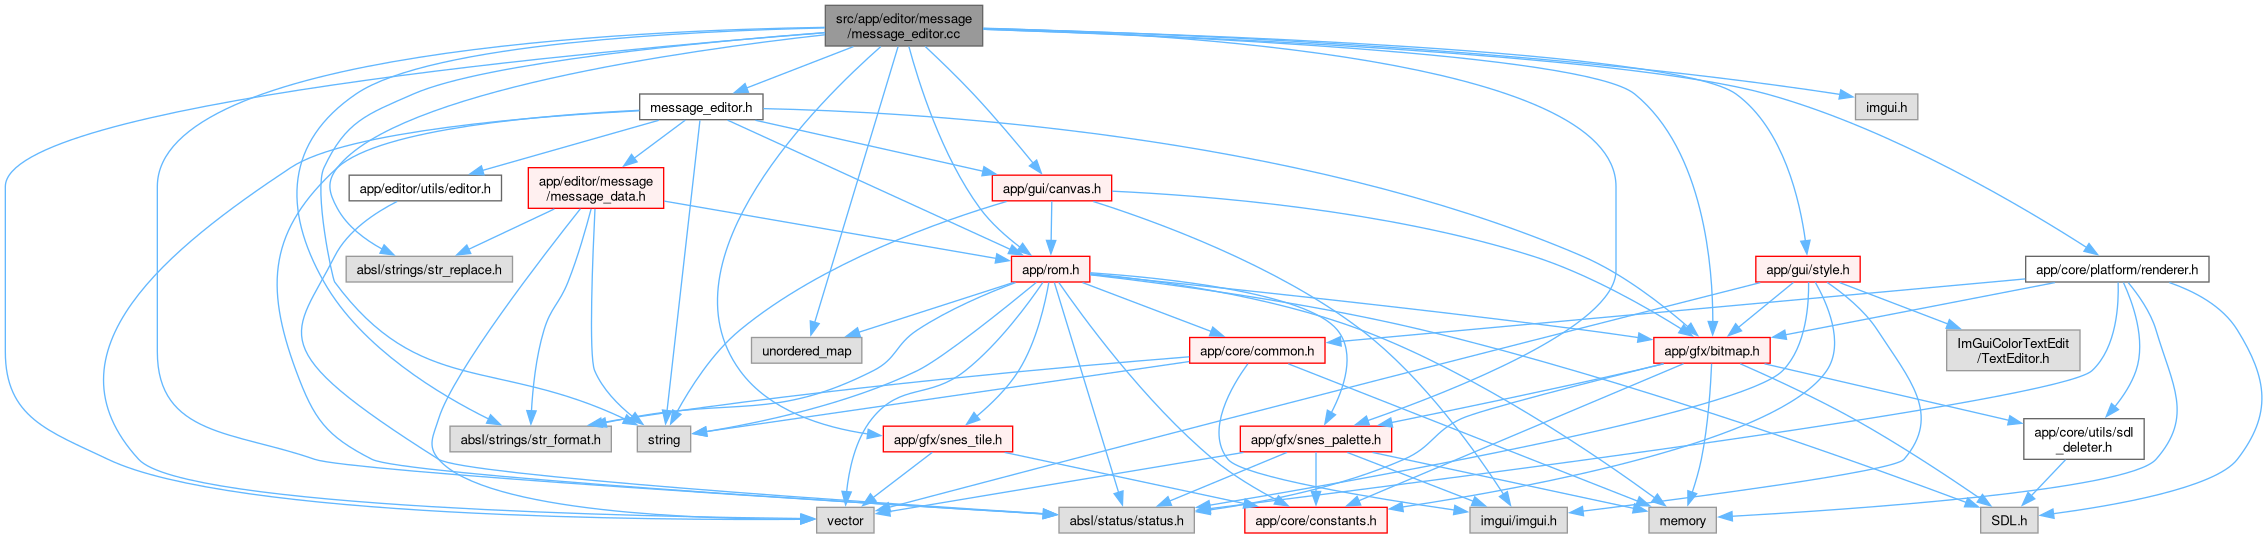 src/app/editor/message
/message_editor.cc
message_editor.h
imgui.h
app/editor/utils/editor.h
app/editor/message
/message_data.h
app/gui/canvas.h
absl/strings/str_replace.h
app/rom.h
app/gui/style.h
app/core/platform/renderer.h
unordered_map
app/core/common.h
app/gfx/bitmap.h
ImGuiColorTextEdit
/TextEditor.h
absl/strings/str_format.h
string
app/gfx/snes_tile.h
app/gfx/snes_palette.h
app/core/utils/sdl
_deleter.h
vector
absl/status/status.h
app/core/constants.h
imgui/imgui.h
memory
SDL.h